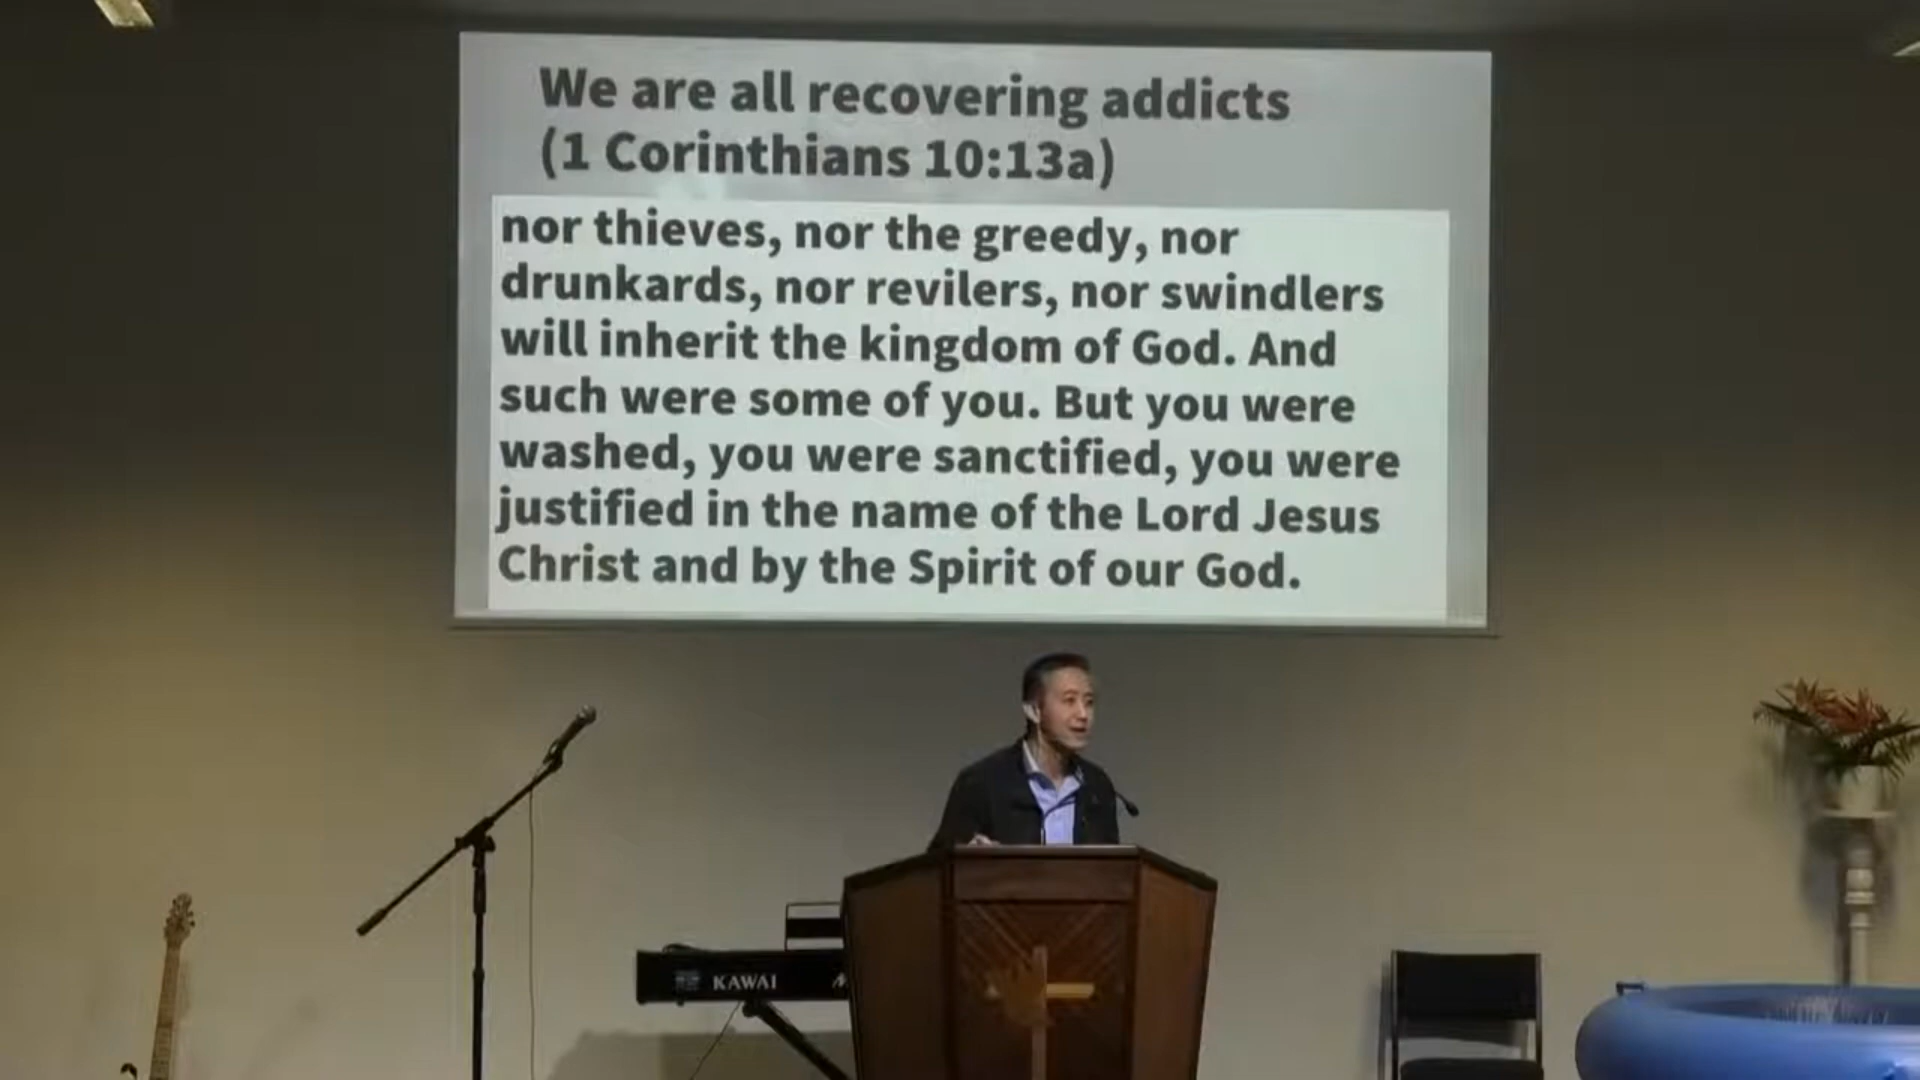 We are all recovering addicts
(1 Corinthians 10:13a)
nor thieves, nor the greedy, nor
drunkards, nor revilers, nor swindlers
will inherit the kingdom of God. And
such were some of you. But you were
washed, you were sanctified, you were
justified in the name of the Lord Jesus
Christ and by the Spirit of our God.
KAWAI